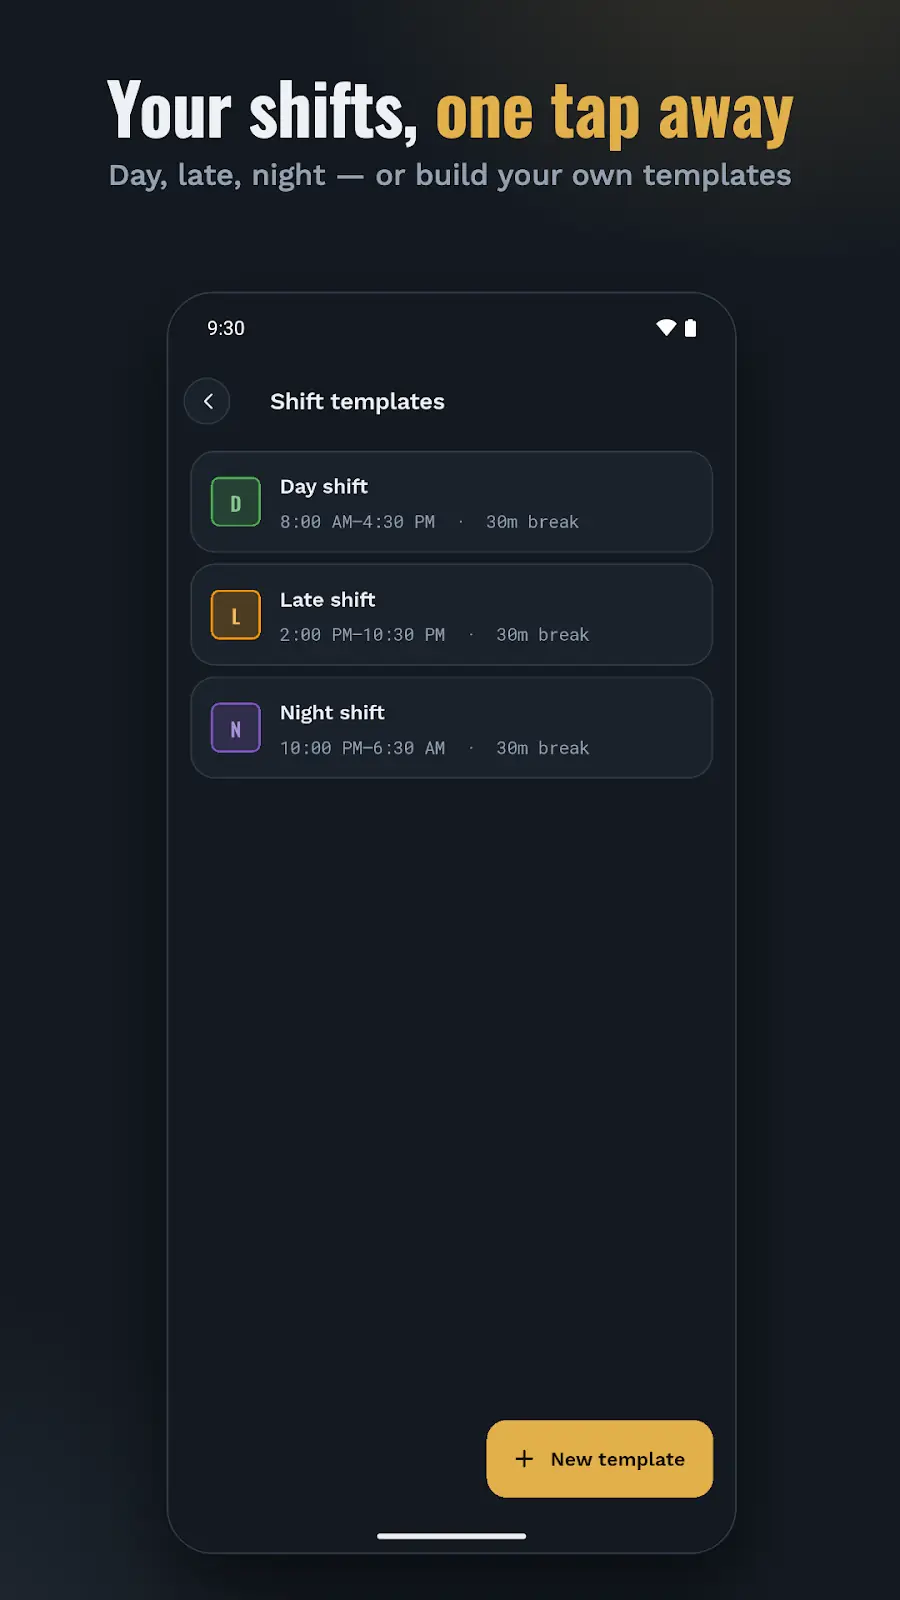 Your shifts, one tap away
Day, late, night — or build your own templates
9:30
Shift templates
D
Day shift
8:00 AM–4:30 PM · 30m break
L
Late shift
2:00 PM–10:30 PM · 30m break
N
Night shift
10:00 PM–6:30 AM · 30m break
+ New template